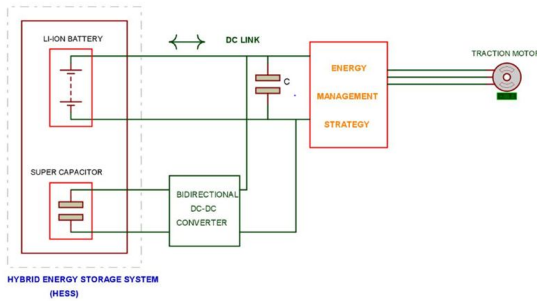 LI-ION BATTERY
DC LINK
TRACTION MOTOR
C
ENERGY
MANAGEMENT
STRATEGY
SUPER CAPACITOR
BIDIRECTIONAL
DC-DC
CONVERTER
HYBRID ENERGY STORAGE SYSTEM
(HESS)